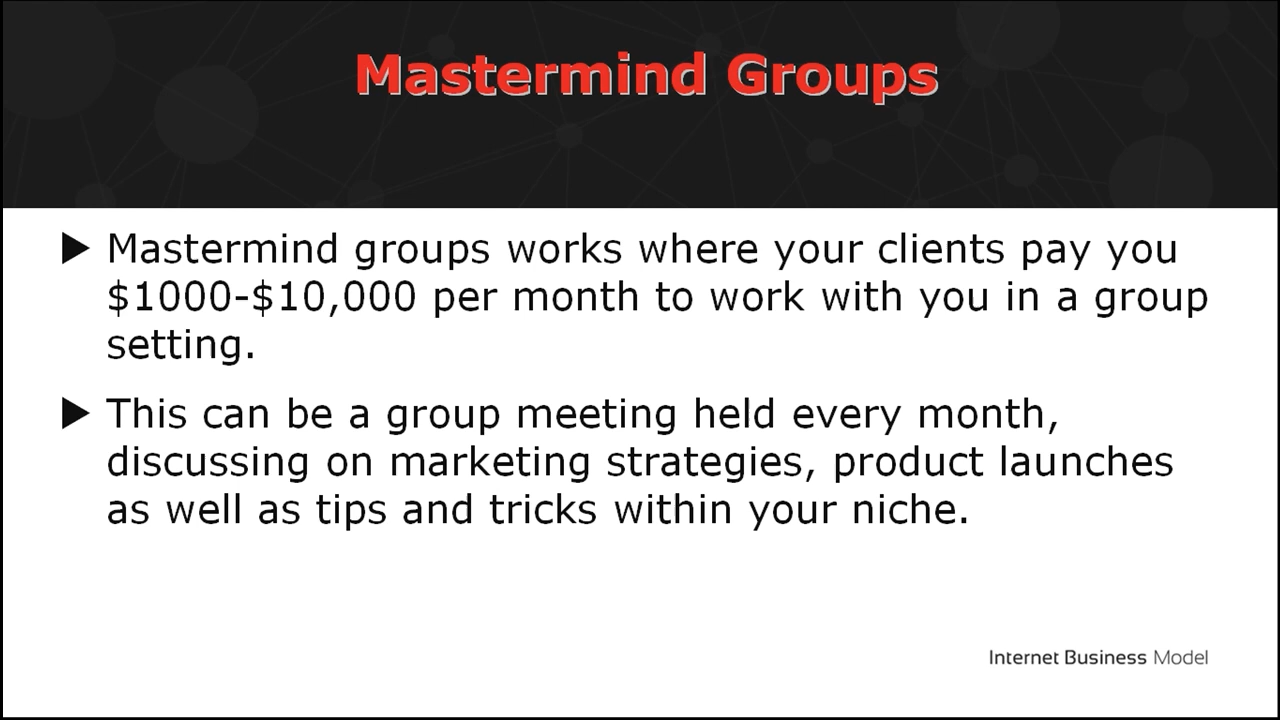 Mastermind Groups
Mastermind groups works where your clients pay you
$1000-$10,000 per month to work with you in a group
setting.
This can be a group meeting held every month,
discussing on marketing strategies, product launches
as well as tips and tricks within your niche.
Internet Business Model